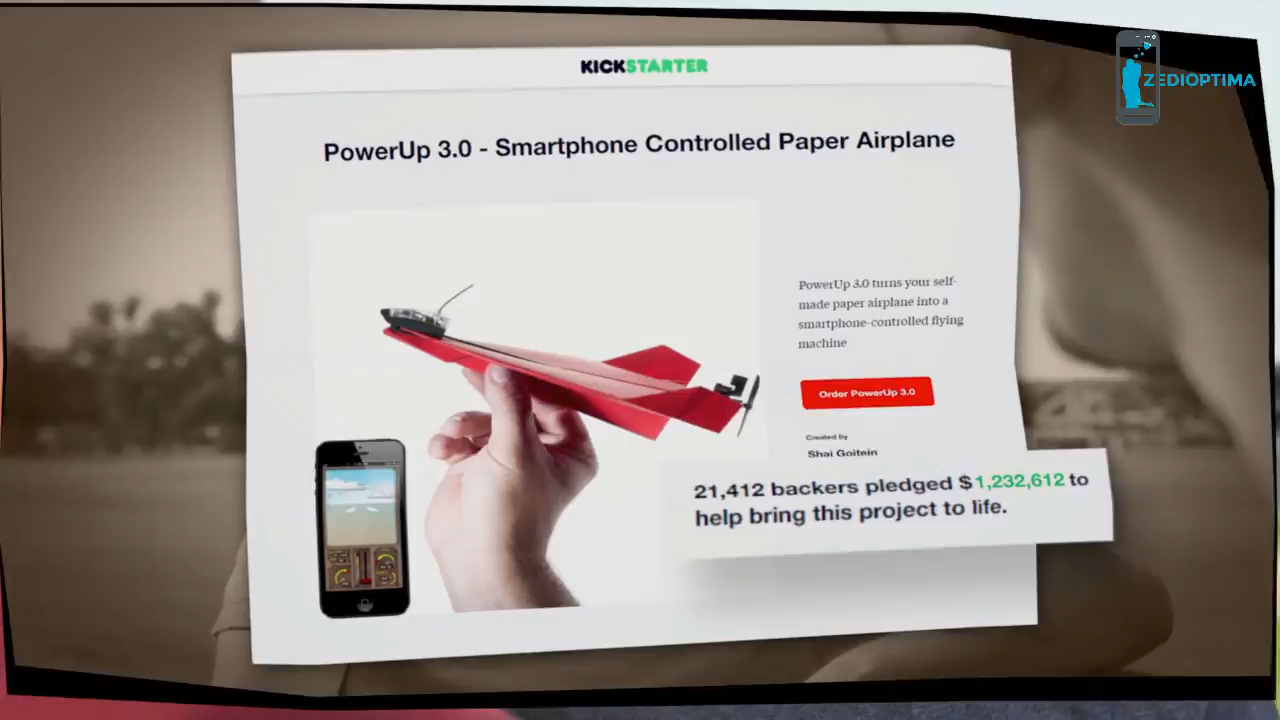 KICKSTARTER
ZEDIOPTIMA
PowerUp 3.0 - Smartphone Controlled Paper Airplane
PowerUp 3.0 turns your self-
made paper airplane into a
smartphone-controlled flying
machine
Order PowerUp 3.0
Created by
Shai Goitein
21,412 backers pledged $1,232,612 to
help bring this project to life.